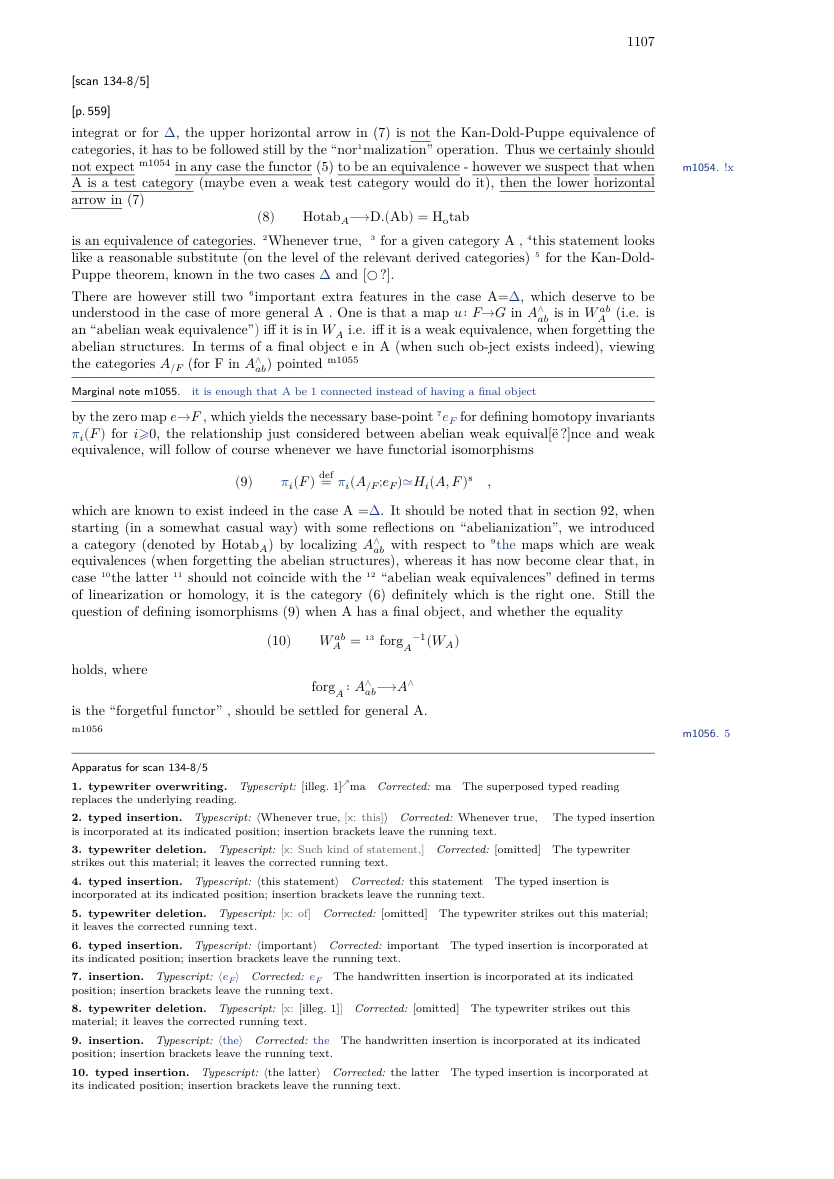 1107
[scan 134-8/5]
[p. 559]
integrat or for Δ, the upper horizontal arrow in (7) is not the Kan-Dold-Puppe equivalence of
categories, it has to be followed still by the “nor¹malization” operation. Thus we certainly should
not expect m1054 in any case the functor (5) to be an equivalence - however we suspect that when
m1054. !x
A is a test category (maybe even a weak test category would do it), then the lower horizontal
arrow in (7)
(8) Hotab_A⟶D.(Ab) = H_otab
is an equivalence of categories. ²Whenever true, ³ for a given category A , ⁴this statement looks
like a reasonable substitute (on the level of the relevant derived categories) ⁵ for the Kan-Dold-
Puppe theorem, known in the two cases Δ and [○ ?].
There are however still two ⁶important extra features in the case A=Δ, which deserve to be
understood in the case of more general A . One is that a map u: F→G in A^∧_ab is in W^ab_A (i.e. is
an “abelian weak equivalence”) iff it is in W_A i.e. iff it is a weak equivalence, when forgetting the
abelian structures. In terms of a final object e in A (when such ob-ject exists indeed), viewing
the categories A_/F (for F in A^∧_ab) pointed m1055
Marginal note m1055. it is enough that A be 1 connected instead of having a final object
by the zero map e→F , which yields the necessary base-point ⁷e_F for defining homotopy invariants
π_i(F) for i⩾0, the relationship just considered between abelian weak equival[ë ?]nce and weak
equivalence, will follow of course whenever we have functorial isomorphisms
(9) π_i(F) def= π_i(A_/F;e_F)≃H_i(A, F)⁸ ,
which are known to exist indeed in the case A =Δ. It should be noted that in section 92, when
starting (in a somewhat casual way) with some reflections on “abelianization”, we introduced
a category (denoted by Hotab_A) by localizing A^∧_ab with respect to ⁹the maps which are weak
equivalences (when forgetting the abelian structures), whereas it has now become clear that, in
case ¹⁰the latter ¹¹ should not coincide with the ¹² “abelian weak equivalences” defined in terms
of linearization or homology, it is the category (6) definitely which is the right one. Still the
question of defining isomorphisms (9) when A has a final object, and whether the equality
(10) W^ab_A = ¹³ forg_A^−1(W_A)
holds, where
forg_A : A^∧_ab⟶A^∧
is the “forgetful functor” , should be settled for general A.
m1056
m1056. 5
Apparatus for scan 134-8/5
1. typewriter overwriting. Typescript: [illeg. 1]↗ma Corrected: ma The superposed typed reading
replaces the underlying reading.
2. typed insertion. Typescript: ⟨Whenever true, [x: this]⟩ Corrected: Whenever true, The typed insertion
is incorporated at its indicated position; insertion brackets leave the running text.
3. typewriter deletion. Typescript: [x: Such kind of statement.] Corrected: [omitted] The typewriter
strikes out this material; it leaves the corrected running text.
4. typed insertion. Typescript: ⟨this statement⟩ Corrected: this statement The typed insertion is
incorporated at its indicated position; insertion brackets leave the running text.
5. typewriter deletion. Typescript: [x: of] Corrected: [omitted] The typewriter strikes out this material;
it leaves the corrected running text.
6. typed insertion. Typescript: ⟨important⟩ Corrected: important The typed insertion is incorporated at
its indicated position; insertion brackets leave the running text.
7. insertion. Typescript: ⟨e_F⟩ Corrected: e_F The handwritten insertion is incorporated at its indicated
position; insertion brackets leave the running text.
8. typewriter deletion. Typescript: [x: [illeg. 1]] Corrected: [omitted] The typewriter strikes out this
material; it leaves the corrected running text.
9. insertion. Typescript: ⟨the⟩ Corrected: the The handwritten insertion is incorporated at its indicated
position; insertion brackets leave the running text.
10. typed insertion. Typescript: ⟨the latter⟩ Corrected: the latter The typed insertion is incorporated at
its indicated position; insertion brackets leave the running text.